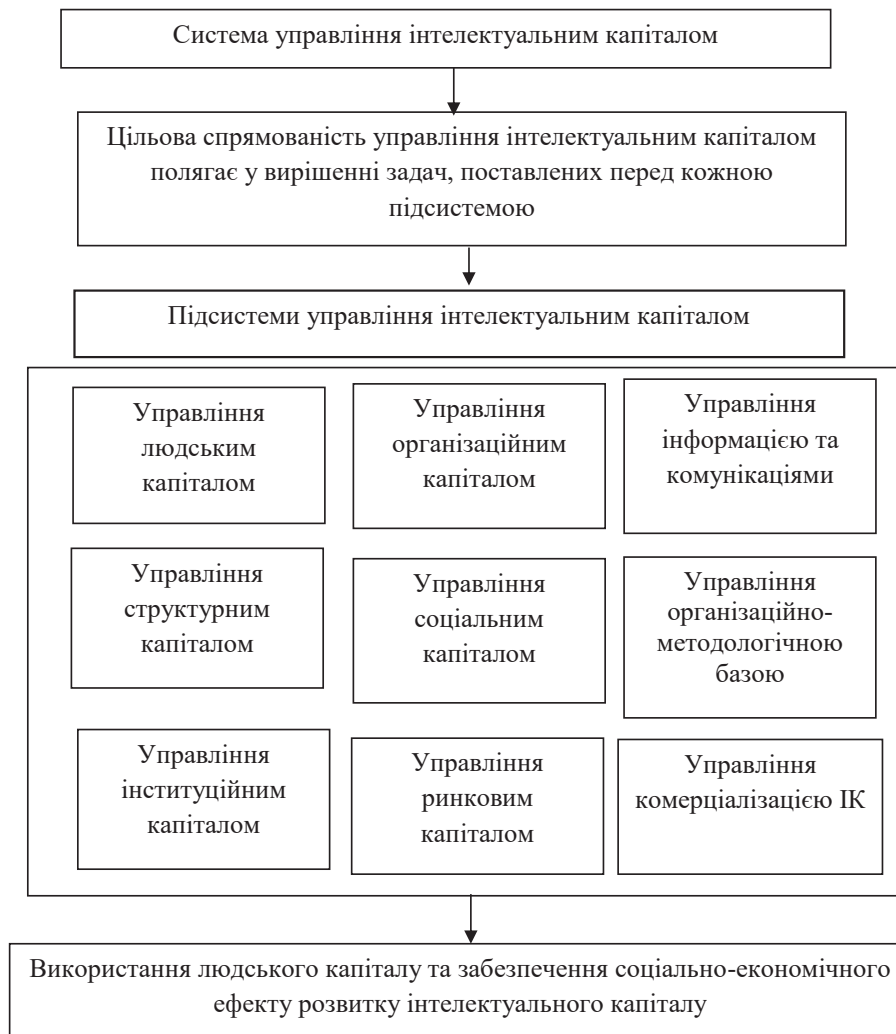 Система управління інтелектуальним капіталом
Цільова спрямованість управління інтелектуальним капіталом
полягає у вирішенні задач, поставлених перед кожною
підсистемою
Підсистеми управління інтелектуальним капіталом
Управління
людським
капіталом
Управління
організаційним
капіталом
Управління
інформацією та
комунікаціями
Управління
структурним
капіталом
Управління
соціальним
капіталом
Управління
організаційно-
методологічною
базою
Управління
інституційним
капіталом
Управління
ринковим
капіталом
Управління
комерціалізацією ІК
Використання людського капіталу та забезпечення соціально-економічного
ефекту розвитку інтелектуального капіталу